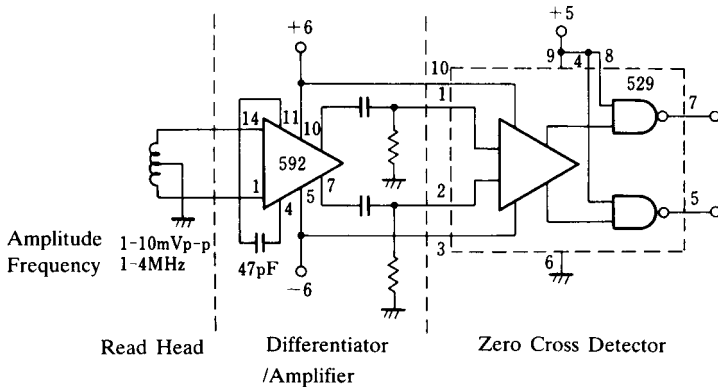 +6
+5
9 4 8
10
529
1
7
14
11
10
592
1
7
2
4
5
5
3
6
47pF
−6
Amplitude 1-10mVp-p
Frequency 1-4MHz
Read Head
Differentiator
/Amplifier
Zero Cross Detector